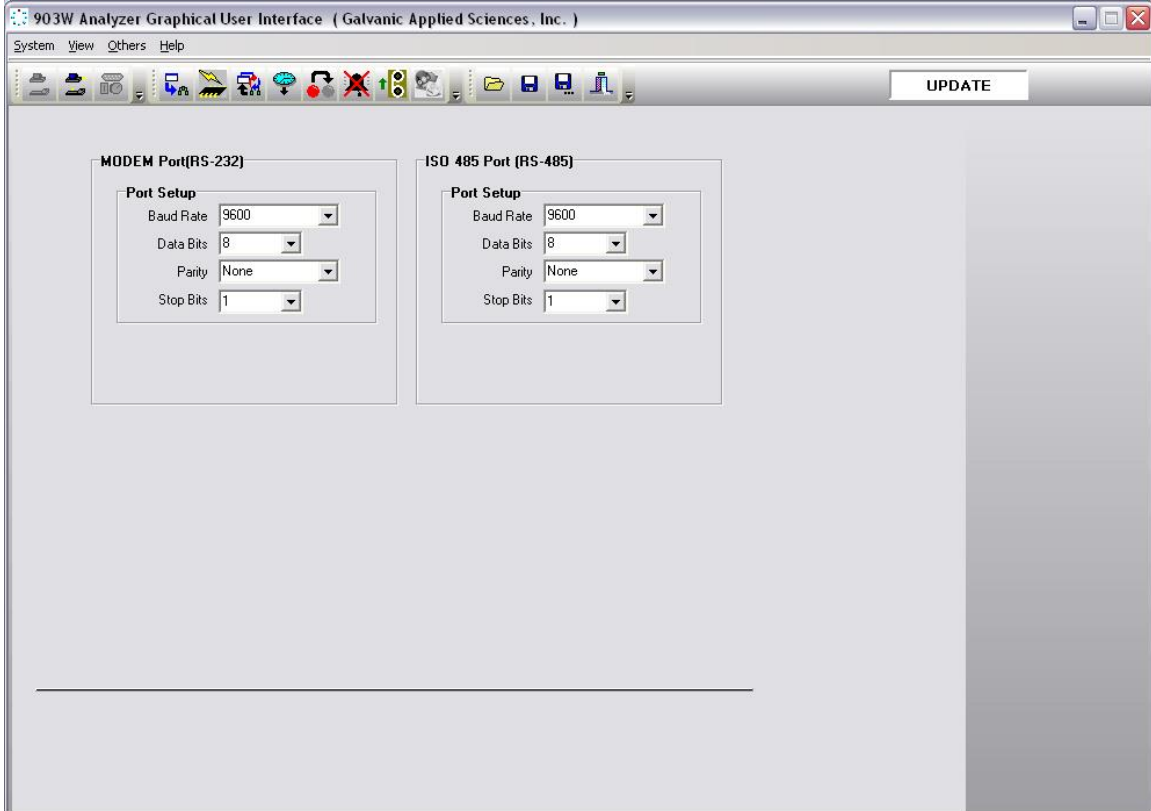 903W Analyzer Graphical User Interface ( Galvanic Applied Sciences, Inc. )
System View Others Help
UPDATE
MODEM Port(RS-232)
Port Setup
Baud Rate 9600
Data Bits 8
Parity None
Stop Bits 1
ISO 485 Port (RS-485)
Port Setup
Baud Rate 9600
Data Bits 8
Parity None
Stop Bits 1